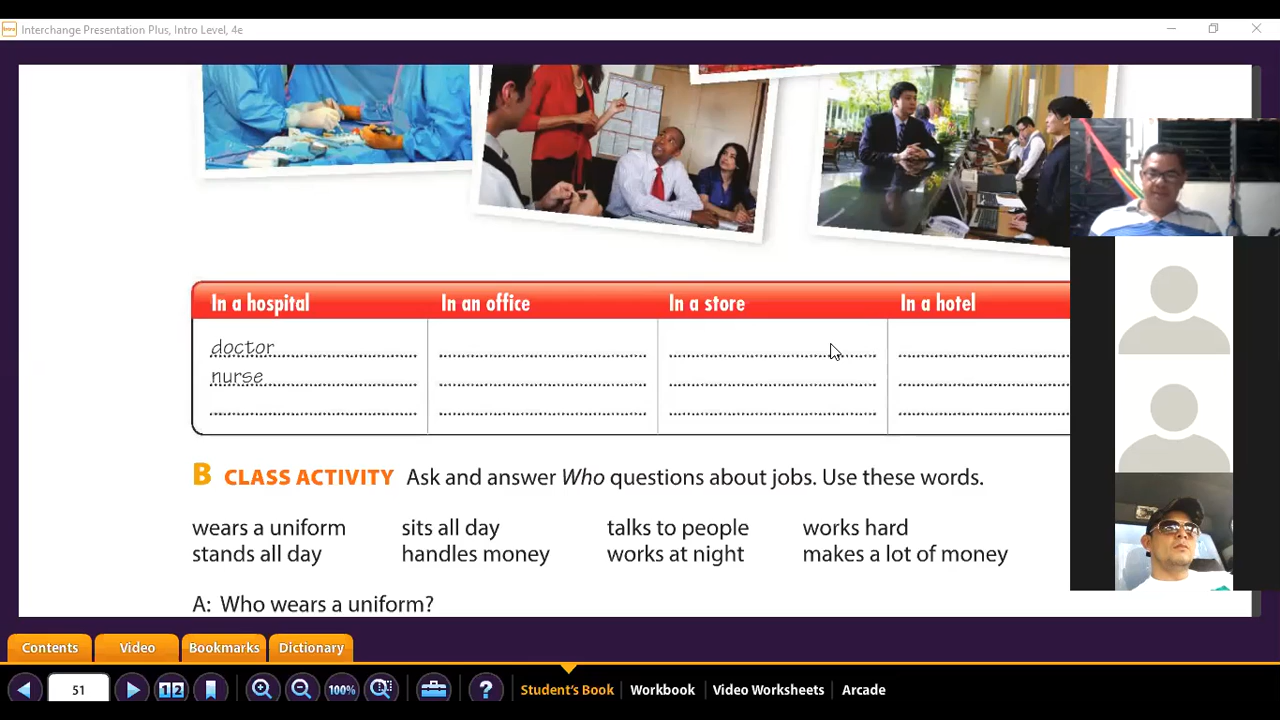 Interchange Presentation Plus, Intro Level, 4e
In a hospital In an office In a store In a hotel
doctor
nurse
B CLASS ACTIVITY Ask and answer Who questions about jobs. Use these words.
wears a uniform sits all day talks to people works hard
stands all day handles money works at night makes a lot of money
A: Who wears a uniform?
Contents Video Bookmarks Dictionary
51 12 100% ? Student's Book Workbook Video Worksheets Arcade